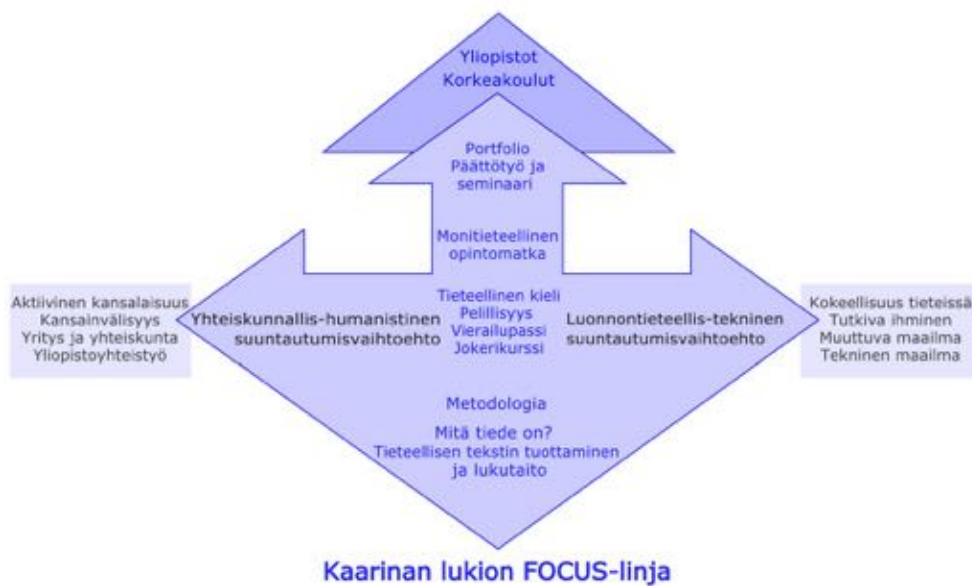 Yliopistot
Korkeakoulut
Portfolio
Päättötyö ja
seminaari
Monitieteellinen
opintomatka
Aktiivinen kansalaisuus
Kansainvälisyys
Yritys ja yhteiskunta
Yliopistoyhteistyö
Yhteiskunnallis-humanistinen
suuntautumisvaihtoehto
Tieteellinen kieli
Pelillisyys
Vierailupassi
Jokerikurssi
Luonnontieteellis-tekninen
suuntautumisvaihtoehto
Kokeellisuus tieteissä
Tutkiva ihminen
Muuttuva maailma
Tekninen maailma
Metodologia
Mitä tiede on?
Tieteellisen tekstin tuottaminen
ja lukutaito
Kaarinan lukion FOCUS-linja